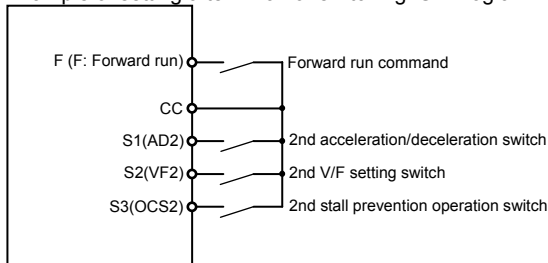 F (F: Forward run) Forward run command
CC
S1(AD2) 2nd acceleration/deceleration switch
S2(VF2) 2nd V/F setting switch
S3(OCS2) 2nd stall prevention operation switch